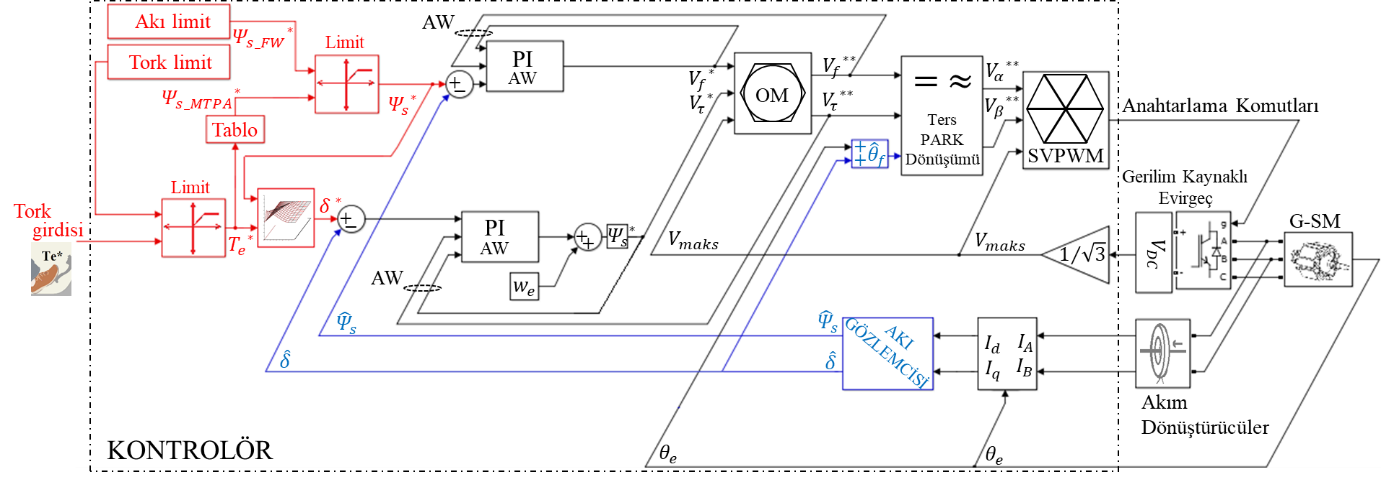 Akı limit
Tork limit
Ψs_FW*
Limit
Ψs_MTPA*
Ψs*
Tablo
Limit
Tork
girdisi
Te*
Te*
δ*
AW
PI
AW
Vf*
Vτ*
OM
Vf**
Vτ**
= ≈
Ters
PARK
Dönüşümü
θ̂f
Vα**
Vβ**
SVPWM
Anahtarlama Komutları
Gerilim Kaynaklı
Evirgeç
G-SM
VDC
+
-
g
A
B
C
1/√3
Vmaks
Vmaks
PI
AW
AW
we
Ψs*
Ψ̂s
δ̂
Ψ̂s
δ̂
AKI
GÖZLEMCİSİ
Id
Iq
IA
IB
Akım
Dönüştürücüler
θe
θe
KONTROLÖR